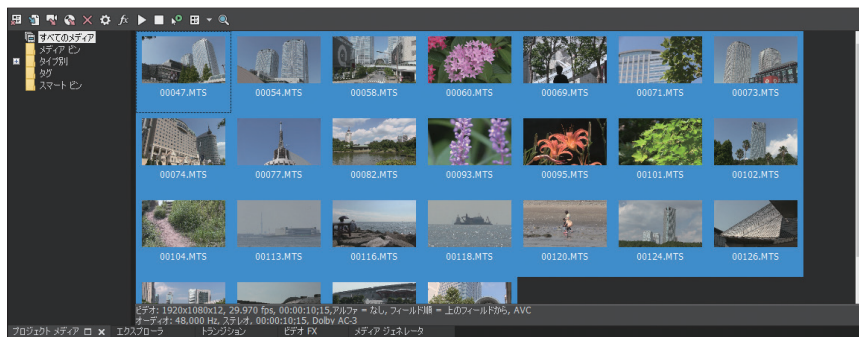 すべてのメディア
メディア ビン
タイプ別
タグ
スマート ビン
00047.MTS
00054.MTS
00058.MTS
00060.MTS
00069.MTS
00071.MTS
00073.MTS
00074.MTS
00077.MTS
00082.MTS
00093.MTS
00095.MTS
00101.MTS
00102.MTS
00104.MTS
00113.MTS
00116.MTS
00118.MTS
00120.MTS
00124.MTS
00126.MTS
ビデオ: 1920x1080x12, 29.970 fps, 00:00:10;15,アルファ = なし, フィールド順 = 上のフィールドから, AVC
オーディオ: 48,000 Hz, ステレオ, 00:00:10;15, Dolby AC-3
プロジェクト メディア エクスプローラ トランジション ビデオ FX メディア ジェネレータ